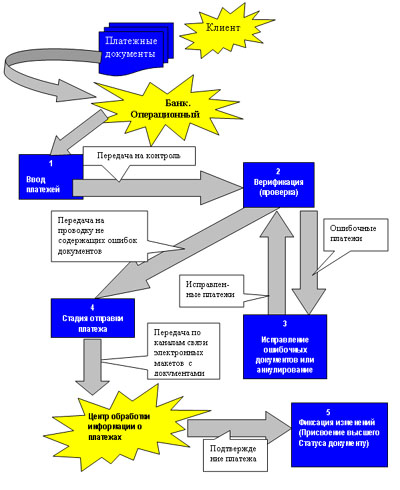 Клиент
Платежные
документы
Банк.
Операционный
1
Ввод
платежей
Передача на контроль
2
Верификация
(проверка)
Передача на
проводку не
содержащих ошибок
документов
Ошибочные
платежи
Исправлен-
ные платежи
4
Стадия отправки
платежа
3
Исправление
ошибочных
документов или
аннулирование
Передача по
каналам связи
электронных
макетов с
документами
Центр обработки
информации о
платежах
5
Фиксация изменений
(Присвоение высшего
Статуса документу)
Подтвержде
ние платежа